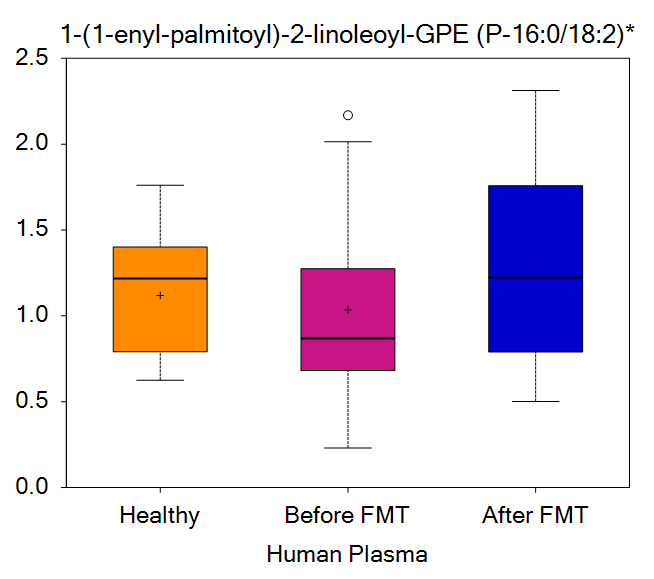 1-(1-enyl-palmitoyl)-2-linoleoyl-GPE (P-16:0/18:2)*
2.5
2.0
1.5
1.0
0.5
0.0
Healthy Before FMT After FMT
Human Plasma